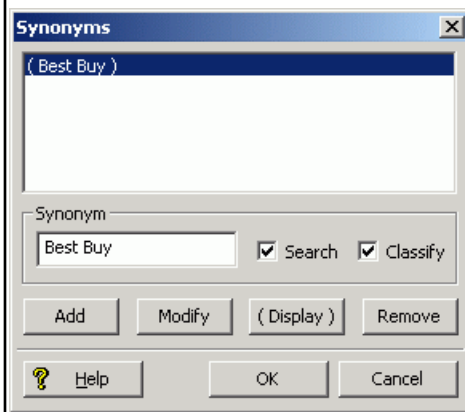 Synonyms
( Best Buy )
Synonym
Best Buy Search Classify
Add Modify ( Display ) Remove
? Help OK Cancel